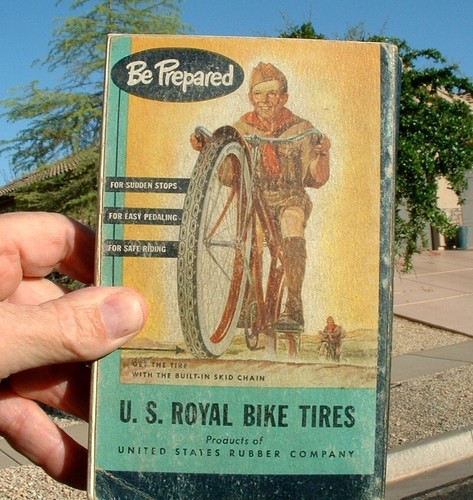 Be Prepared
FOR SUDDEN STOPS
FOR EASY PEDALING
FOR SAFE RIDING
GET THE TIRE
WITH THE BUILT-IN SKID CHAIN
U. S. ROYAL BIKE TIRES
Products of
UNITED STATES RUBBER COMPANY